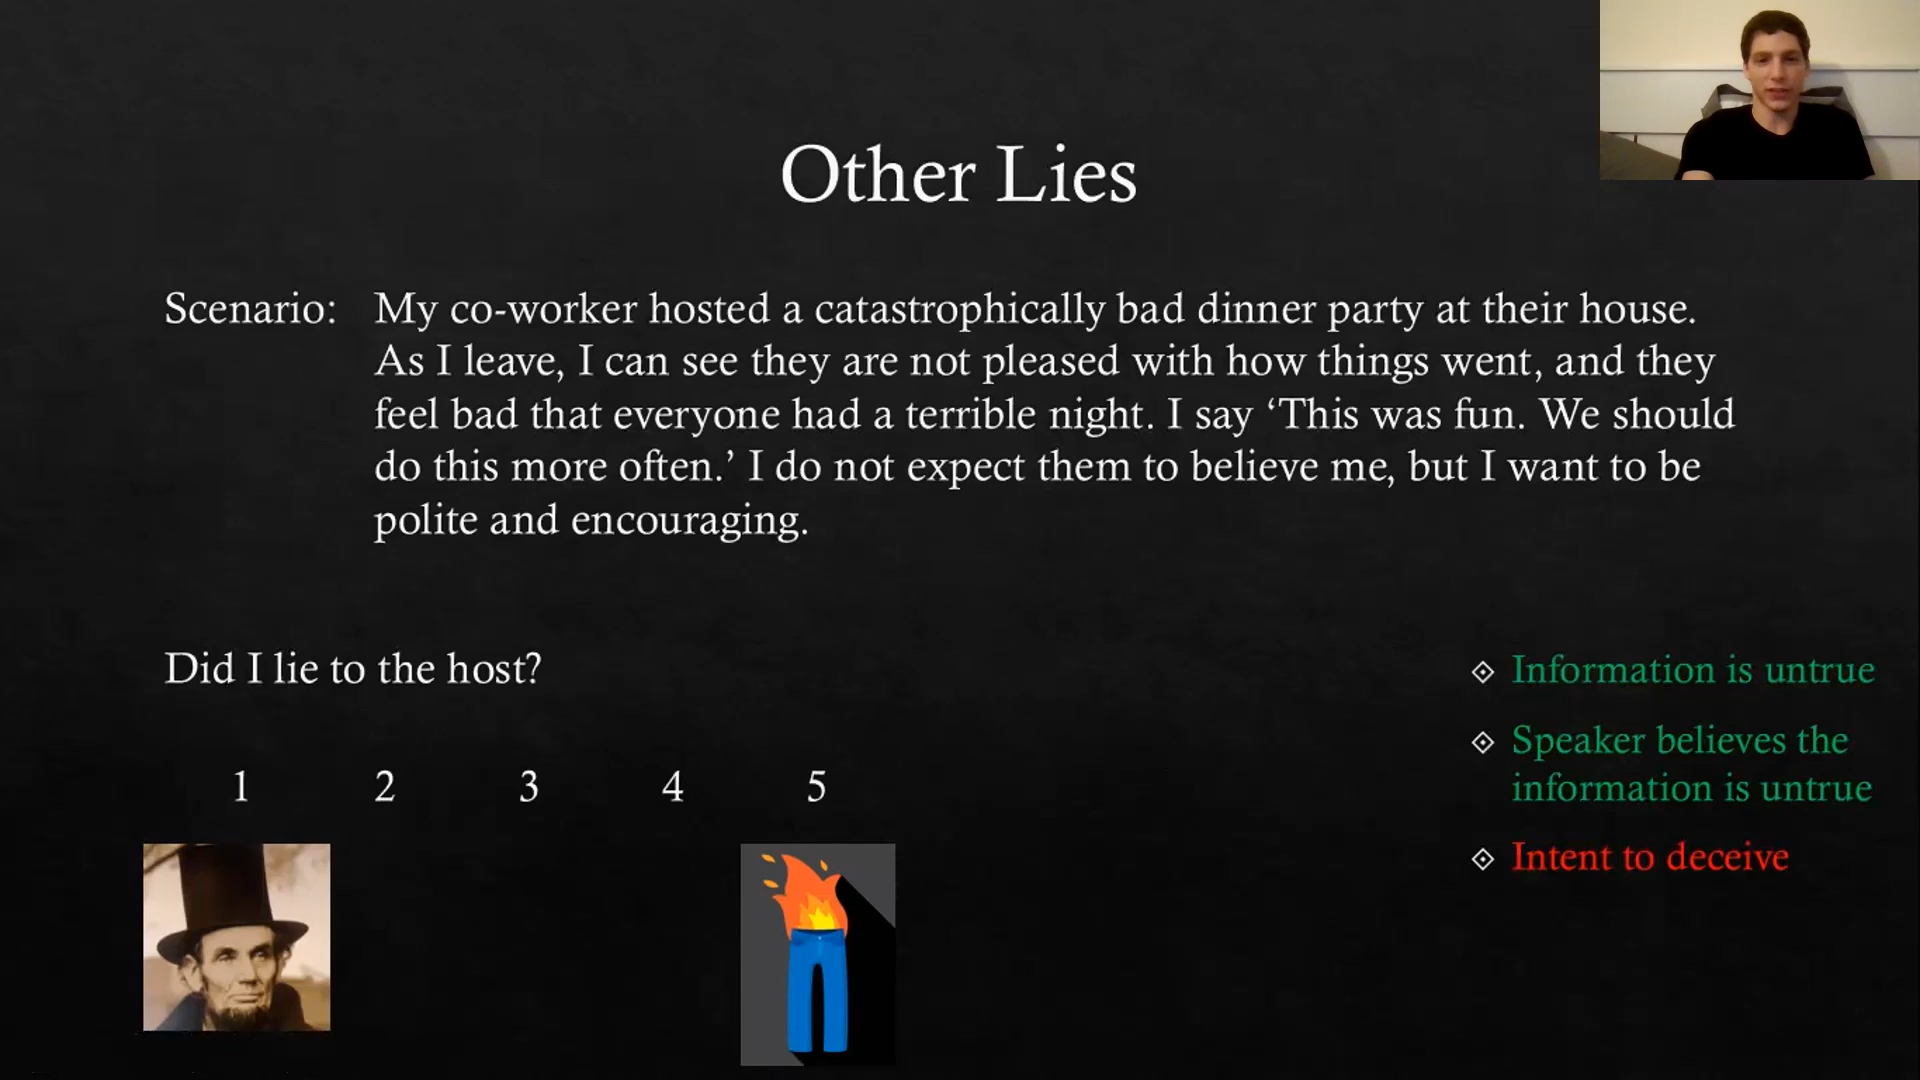 Other Lies
Scenario: My co-worker hosted a catastrophically bad dinner party at their house.
As I leave, I can see they are not pleased with how things went, and they
feel bad that everyone had a terrible night. I say ‘This was fun. We should
do this more often.’ I do not expect them to believe me, but I want to be
polite and encouraging.
Did I lie to the host?
1 2 3 4 5
Information is untrue
Speaker believes the
information is untrue
Intent to deceive